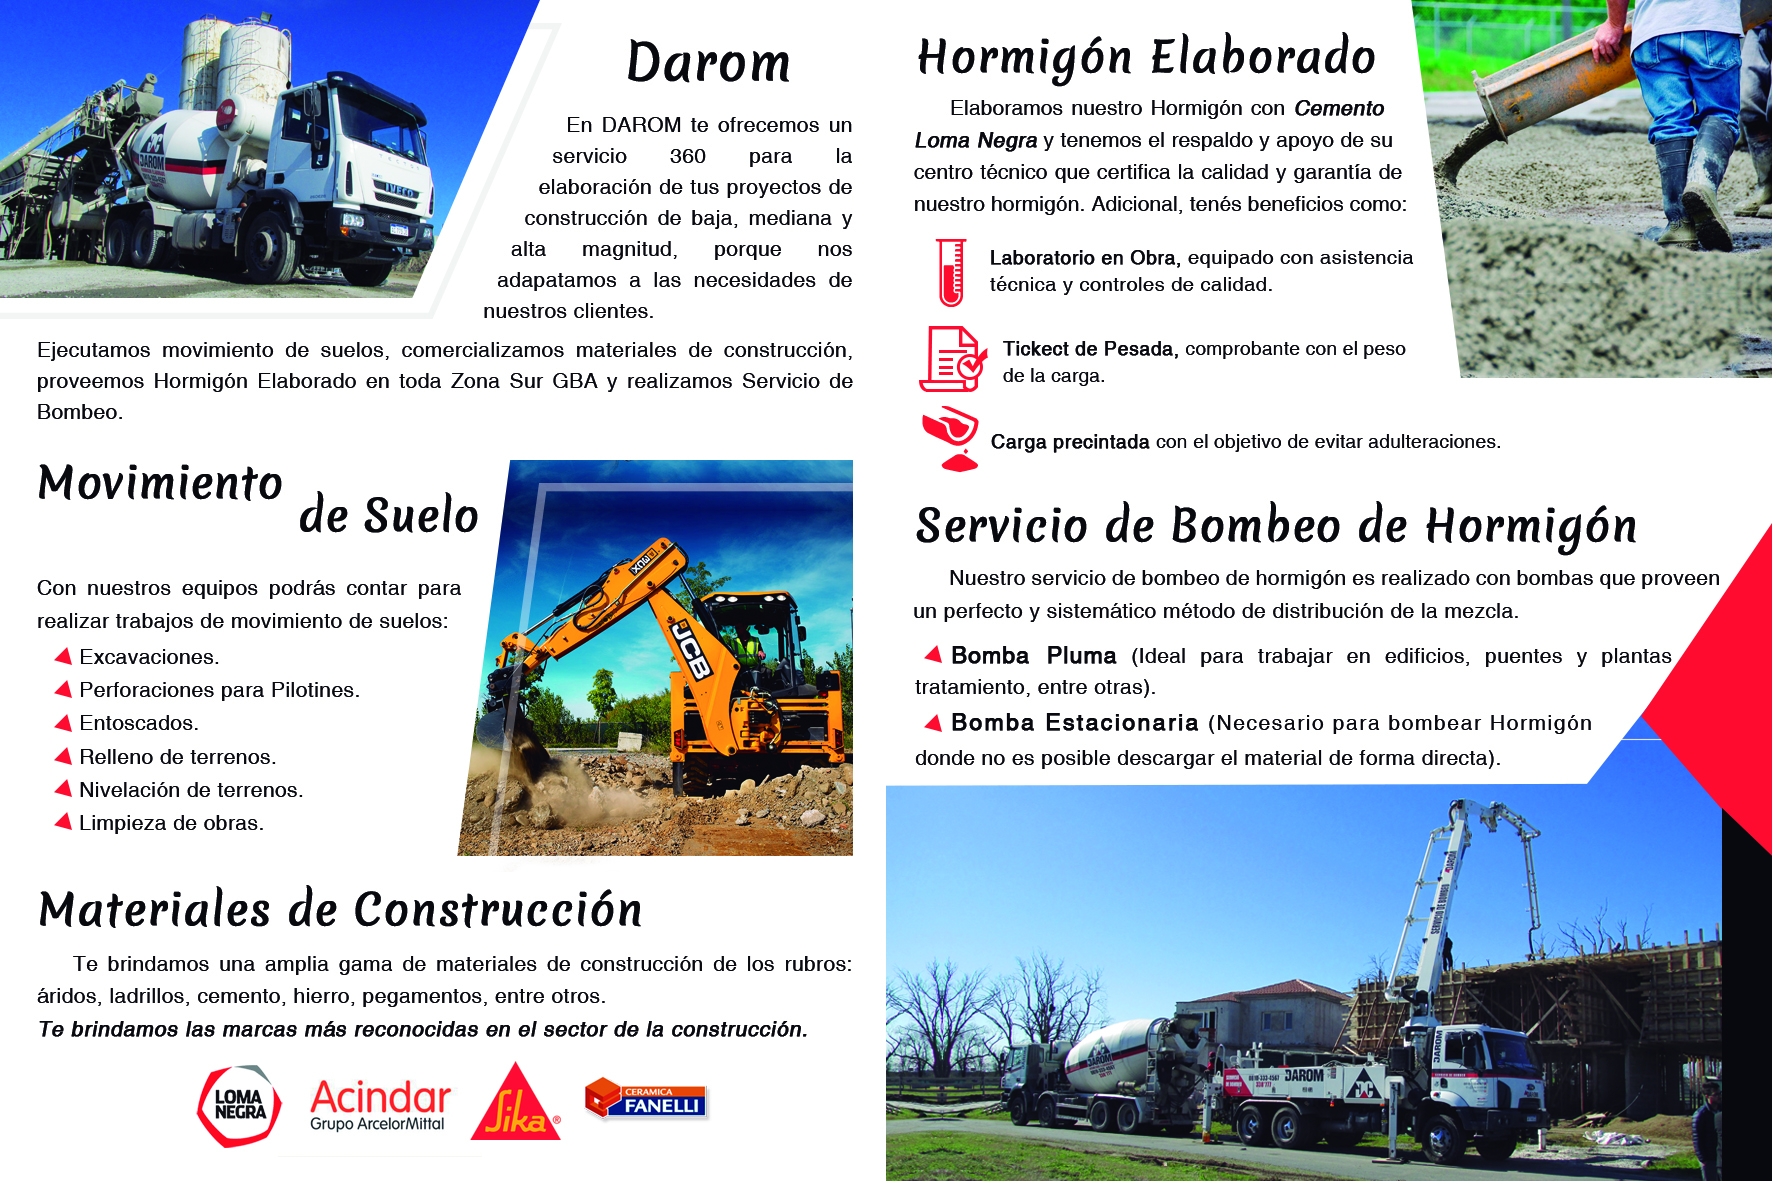 Darom
En DAROM te ofrecemos un
servicio 360 para la
elaboración de tus proyectos de
construcción de baja, mediana y
alta magnitud, porque nos
adapatamos a las necesidades de
nuestros clientes.
Ejecutamos movimiento de suelos, comercializamos materiales de construcción,
proveemos Hormigón Elaborado en toda Zona Sur GBA y realizamos Servicio de
Bombeo.
DAROM
IVECO
Movimiento
de Suelo
Con nuestros equipos podrás contar para
realizar trabajos de movimiento de suelos:
Excavaciones.
Perforaciones para Pilotines.
Entoscados.
Relleno de terrenos.
Nivelación de terrenos.
Limpieza de obras.
JCB
Materiales de Construcción
Te brindamos una amplia gama de materiales de construcción de los rubros:
áridos, ladrillos, cemento, hierro, pegamentos, entre otros.
Te brindamos las marcas más reconocidas en el sector de la construcción.
LOMA
NEGRA
Acindar
Grupo ArcelorMittal
Sika®
CERAMICA
FANELLI
Hormigón Elaborado
Elaboramos nuestro Hormigón con Cemento
Loma Negra y tenemos el respaldo y apoyo de su
centro técnico que certifica la calidad y garantía de
nuestro hormigón. Adicional, tenés beneficios como:
Laboratorio en Obra, equipado con asistencia
técnica y controles de calidad.
Tickect de Pesada, comprobante con el peso
de la carga.
Carga precintada con el objetivo de evitar adulteraciones.
Servicio de Bombeo de Hormigón
Nuestro servicio de bombeo de hormigón es realizado con bombas que proveen
un perfecto y sistemático método de distribución de la mezcla.
Bomba Pluma (Ideal para trabajar en edificios, puentes y plantas
tratamiento, entre otras).
Bomba Estacionaria (Necesario para bombear Hormigón
donde no es posible descargar el material de forma directa).
SERVICIO DE BOMBEO DAROM
DAROM
DAROM
DAROM